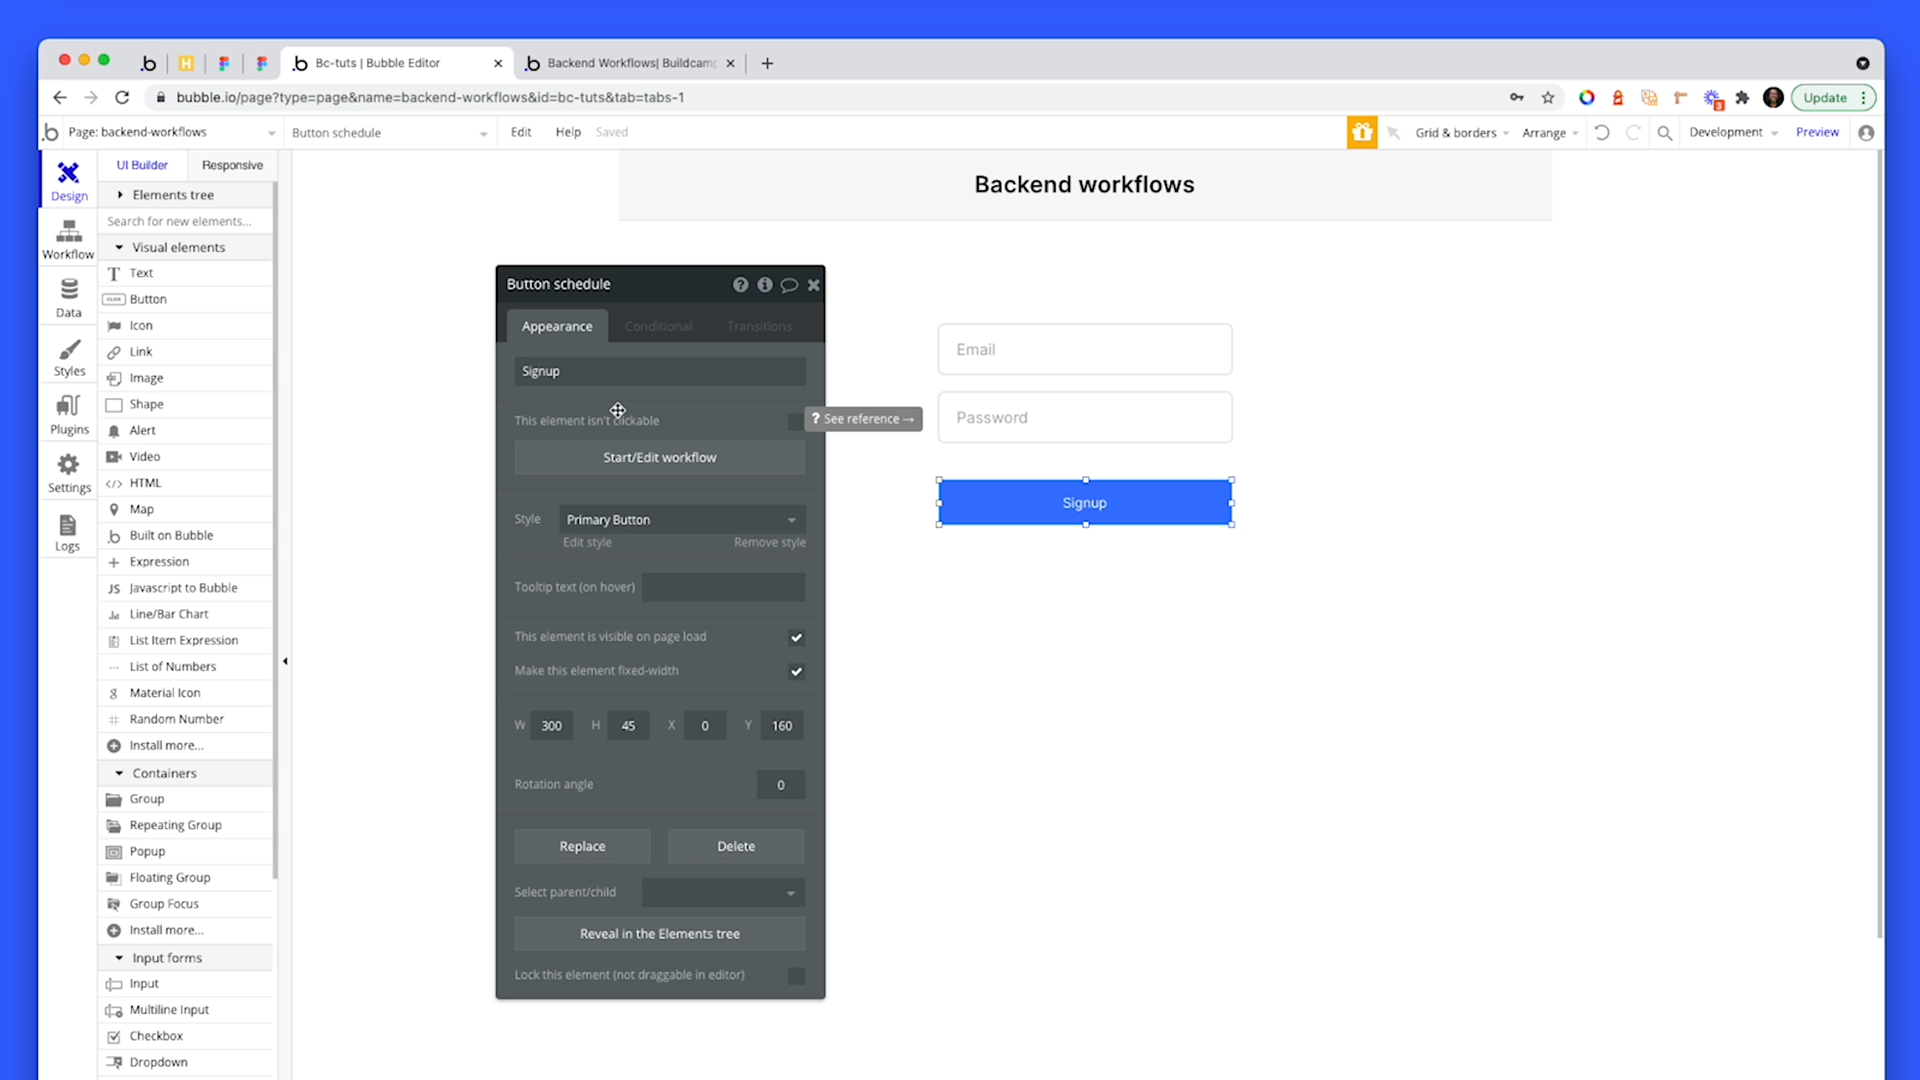 Bc-tuts | Bubble Editor
Backend Workflows| Buildcamp
bubble.io/page?type=page&name=backend-workflows&id=bc-tuts&tab=tabs-1
3
Update
Page: backend-workflows
Button schedule
Edit
Help
Saved
Grid & borders
Arrange
Development
Preview
Design
Workflow
Data
Styles
Plugins
Settings
Logs
UI Builder
Responsive
Elements tree
Search for new elements...
Visual elements
Text
CLICK Button
Icon
Link
Image
Shape
Alert
Video
HTML
Map
Built on Bubble
Expression
JS Javascript to Bubble
Line/Bar Chart
List Item Expression
List of Numbers
Material Icon
Random Number
Install more...
Containers
Group
Repeating Group
Popup
Floating Group
Group Focus
Install more...
Input forms
Input
Multiline Input
Checkbox
Dropdown
Backend workflows
Button schedule
Appearance
Conditional
Transitions
Signup
This element isn't clickable
? See reference →
Start/Edit workflow
Style
Primary Button
Edit style
Remove style
Tooltip text (on hover)
This element is visible on page load
Make this element fixed-width
W 300 H 45 X 0 Y 160
Rotation angle 0
Replace
Delete
Select parent/child
Reveal in the Elements tree
Lock this element (not draggable in editor)
Email
Password
Signup